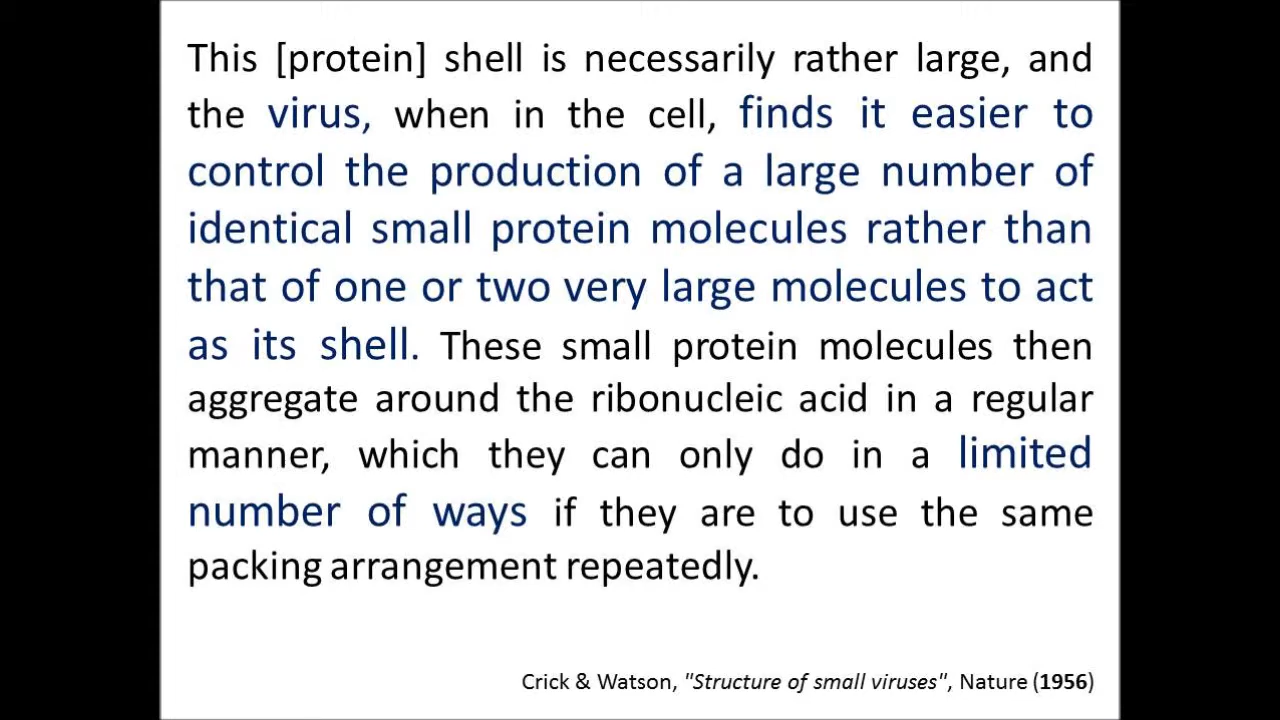 This [protein] shell is necessarily rather large, and
the virus, when in the cell, finds it easier to
control the production of a large number of
identical small protein molecules rather than
that of one or two very large molecules to act
as its shell. These small protein molecules then
aggregate around the ribonucleic acid in a regular
manner, which they can only do in a limited
number of ways if they are to use the same
packing arrangement repeatedly.
Crick & Watson, "Structure of small viruses", Nature (1956)